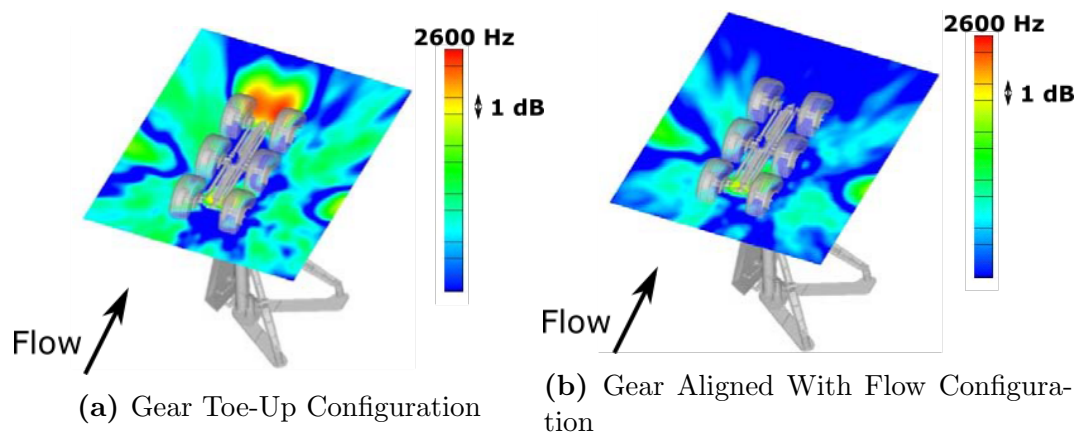 2600 Hz
1 dB
Flow
(a) Gear Toe-Up Configuration
2600 Hz
1 dB
Flow
(b) Gear Aligned With Flow Configura-
tion